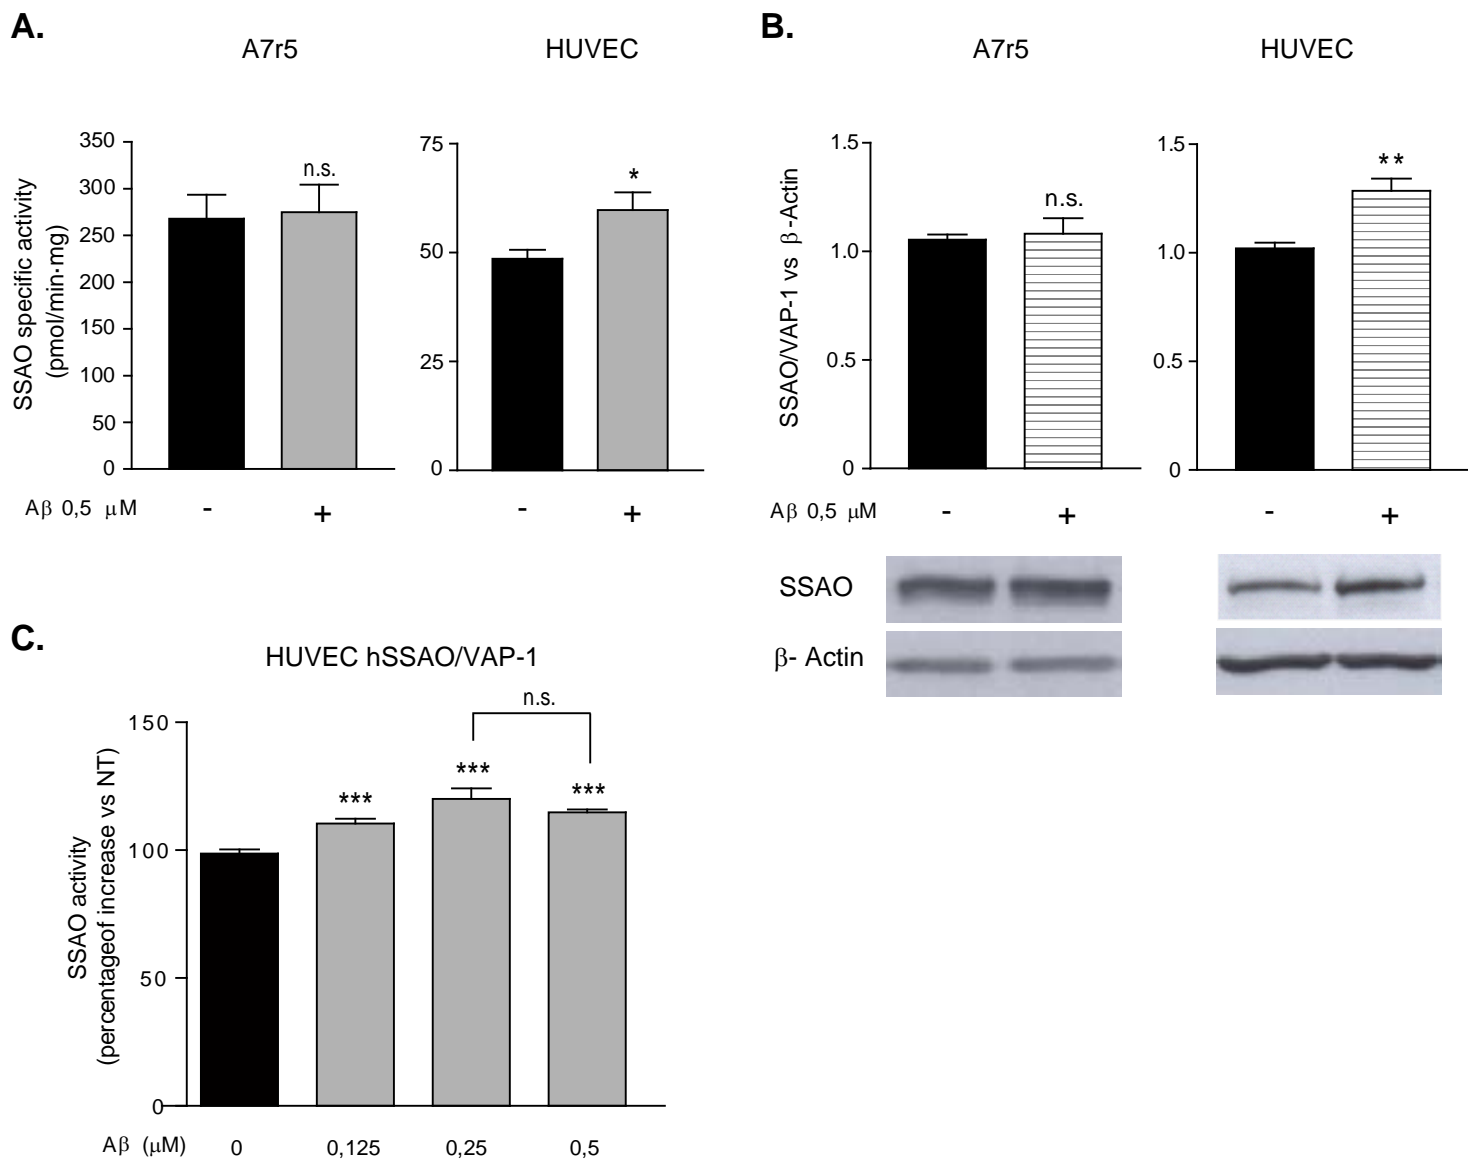 A.
A7r5
HUVEC
SSAO specific activity
(pmol/min·mg)
350
300
250
200
150
100
50
0
n.s.
75
50
25
0
*
Aβ 0,5 μM
- +
- +
B.
A7r5
HUVEC
SSAO/VAP-1 vs β-Actin
1.5
1.0
0.5
0
n.s.
1.5
1.0
0.5
0
**
Aβ 0,5 μM
- +
- +
SSAO
β- Actin
C.
HUVEC hSSAO/VAP-1
SSAO activity
(percentageof increase vs NT)
150
100
50
0
***
***
n.s.
***
Aβ (μM) 0 0,125 0,25 0,5